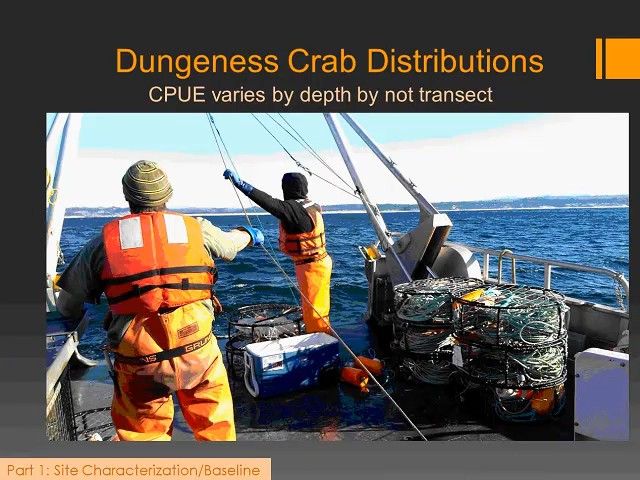 Dungeness Crab Distributions
CPUE varies by depth by not transect
Part 1: Site Characterization/Baseline